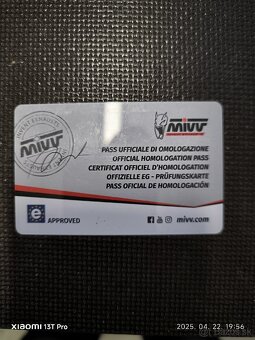 MIVV
MIVV
PASS UFFICIALE DI OMOLOGAZIONE
OFFICIAL HOMOLOGATION PASS
CERTIFICAT OFFICIEL D'HOMOLOGATION
OFFIZIELLE EG - PRÜFUNGSKARTE
PASS OFICIAL DE HOMOLOGACIÓN
e APPROVED
mivv.com
XIAOMI 13T Pro
2025. 04. 22. 19:56